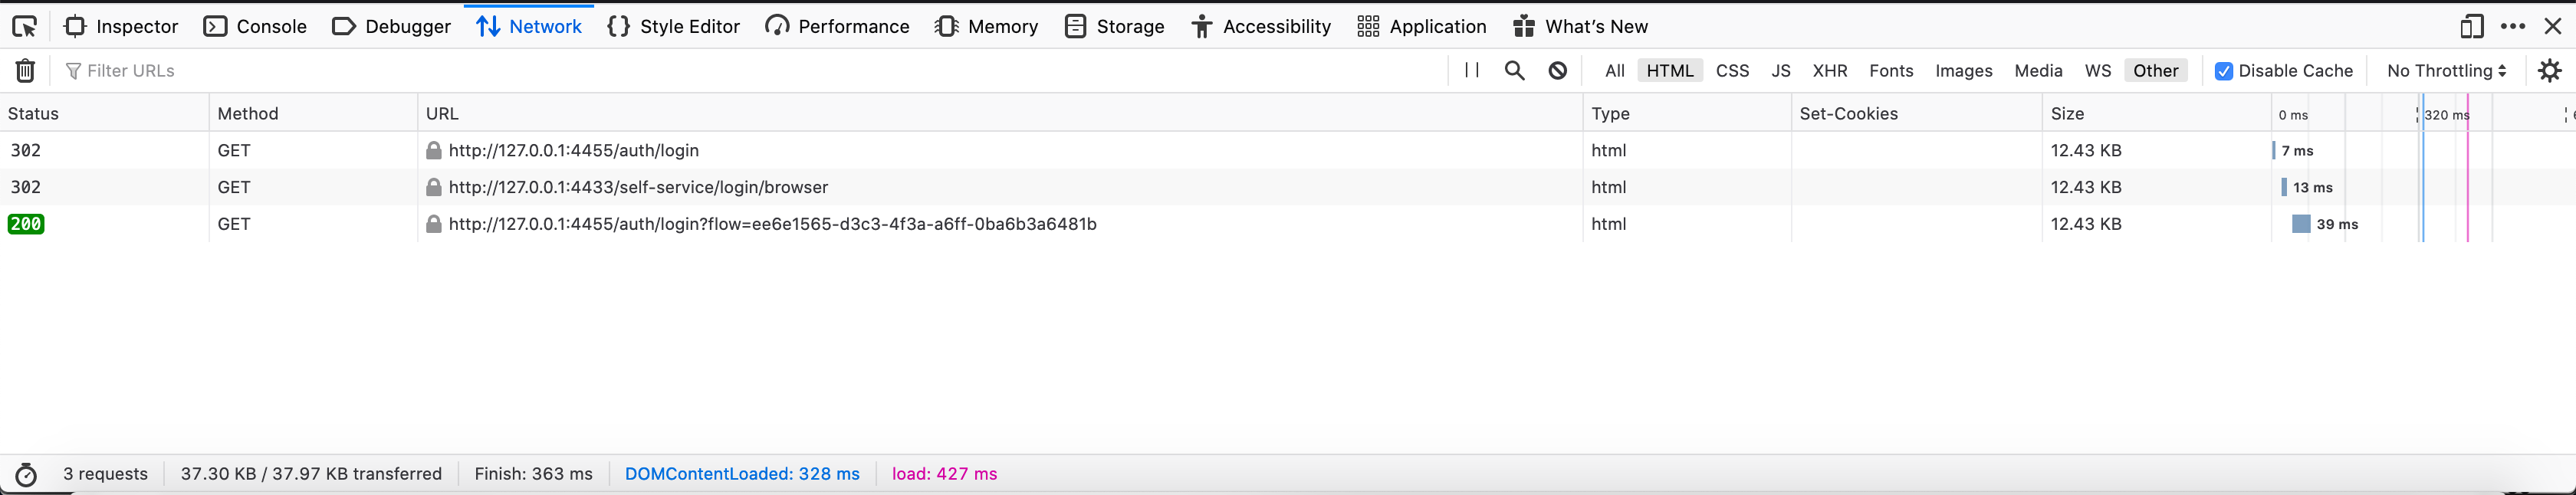 Inspector Console Debugger Network Style Editor Performance Memory Storage Accessibility Application What’s New
Filter URLs All HTML CSS JS XHR Fonts Images Media WS Other Disable Cache No Throttling
Status Method URL Type Set-Cookies Size 0 ms 320 ms
302 GET http://127.0.0.1:4455/auth/login html 12.43 KB 7 ms
302 GET http://127.0.0.1:4433/self-service/login/browser html 12.43 KB 13 ms
200 GET http://127.0.0.1:4455/auth/login?flow=ee6e1565-d3c3-4f3a-a6ff-0ba6b3a6481b html 12.43 KB 39 ms
3 requests 37.30 KB / 37.97 KB transferred Finish: 363 ms DOMContentLoaded: 328 ms load: 427 ms